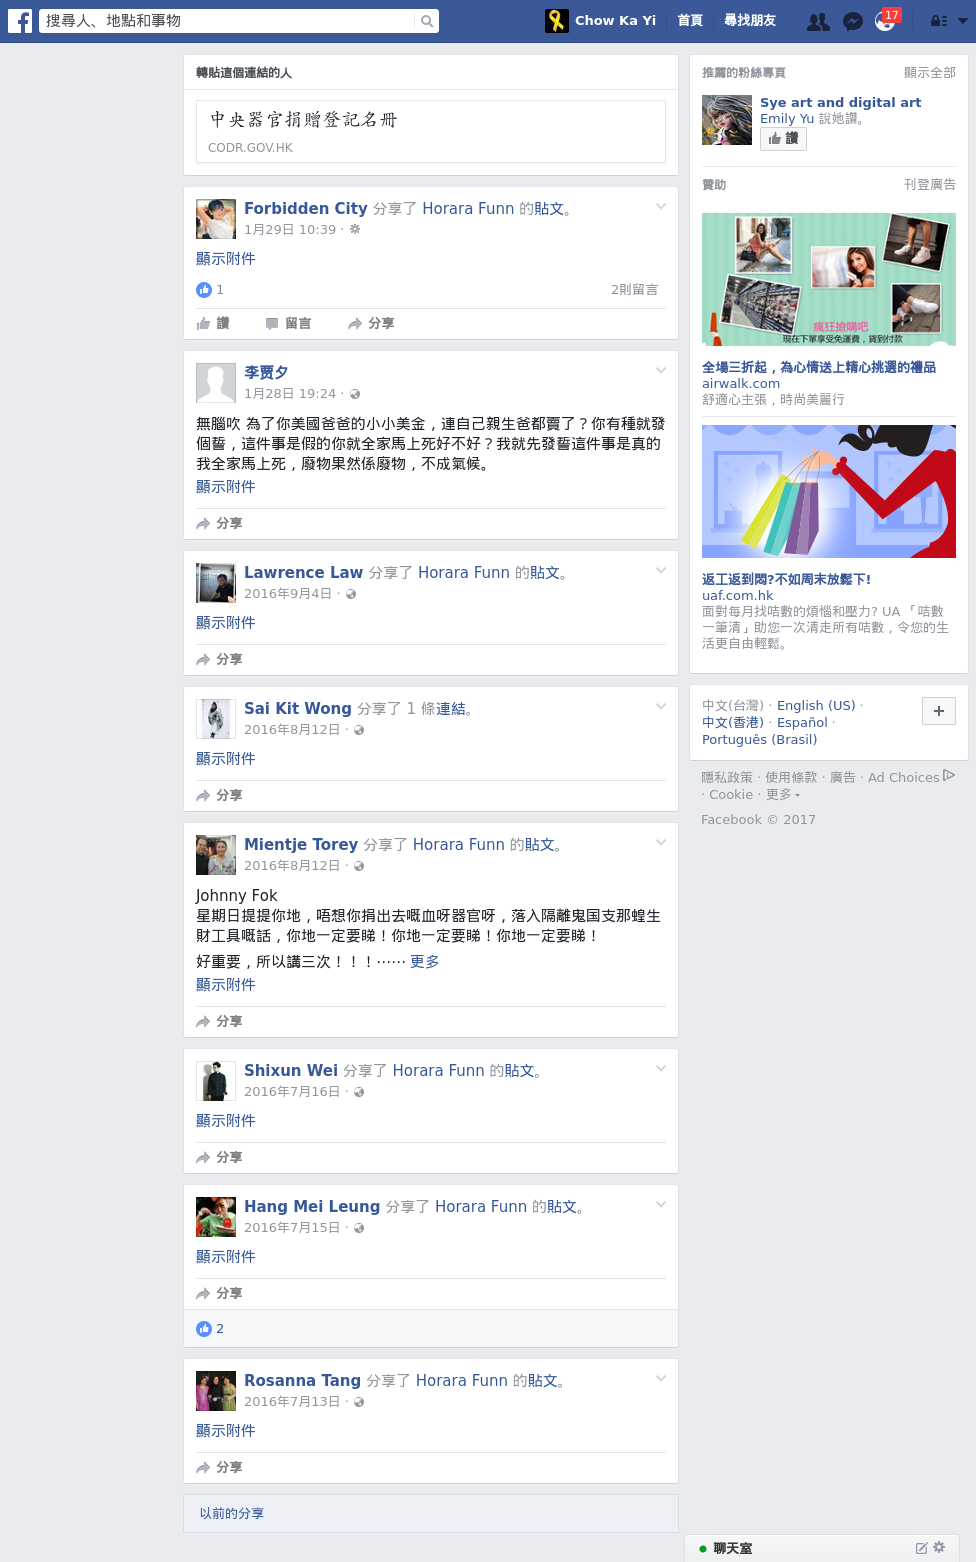 搜尋人、地點和事物
Chow Ka Yi
首頁
尋找朋友
17
轉貼這個連結的人
中央器官捐贈登記名冊
CODR.GOV.HK
Forbidden City 分享了 Horara Funn 的貼文。
1月29日 10:39 ·
顯示附件
1
2則留言
讚 留言 分享
李贾夕
1月28日 19:24 ·
無腦吹 為了你美國爸爸的小小美金，連自己親生爸都賣了？你有種就發
個誓，這件事是假的你就全家馬上死好不好？我就先發誓這件事是真的
我全家馬上死，廢物果然係廢物，不成氣候。
顯示附件
分享
Lawrence Law 分享了 Horara Funn 的貼文。
2016年9月4日 ·
顯示附件
分享
Sai Kit Wong 分享了 1 條連結。
2016年8月12日 ·
顯示附件
分享
Mientje Torey 分享了 Horara Funn 的貼文。
2016年8月12日 ·
Johnny Fok
星期日提提你地，唔想你捐出去嘅血呀器官呀，落入隔離鬼国支那蝗生
財工具嘅話，你地一定要睇！你地一定要睇！你地一定要睇！
好重要，所以講三次！！！…… 更多
顯示附件
分享
Shixun Wei 分享了 Horara Funn 的貼文。
2016年7月16日 ·
顯示附件
分享
Hang Mei Leung 分享了 Horara Funn 的貼文。
2016年7月15日 ·
顯示附件
分享
2
Rosanna Tang 分享了 Horara Funn 的貼文。
2016年7月13日 ·
顯示附件
分享
以前的分享
推薦的粉絲專頁
顯示全部
Sye art and digital art
Emily Yu 說她讚。
讚
贊助
刊登廣告
瘋狂搶購吧
現在下單享受免運費，貨到付款
全場三折起，為心情送上精心挑選的禮品
airwalk.com
舒適心主張，時尚美麗行
返工返到悶?不如周末放鬆下!
uaf.com.hk
面對每月找咭數的煩惱和壓力? UA 「咭數
一筆清」助您一次清走所有咭數，令您的生
活更自由輕鬆。
中文(台灣) · English (US) ·
中文(香港) · Español ·
Português (Brasil)
隱私政策 · 使用條款 · 廣告 · Ad Choices
· Cookie · 更多
Facebook © 2017
聊天室